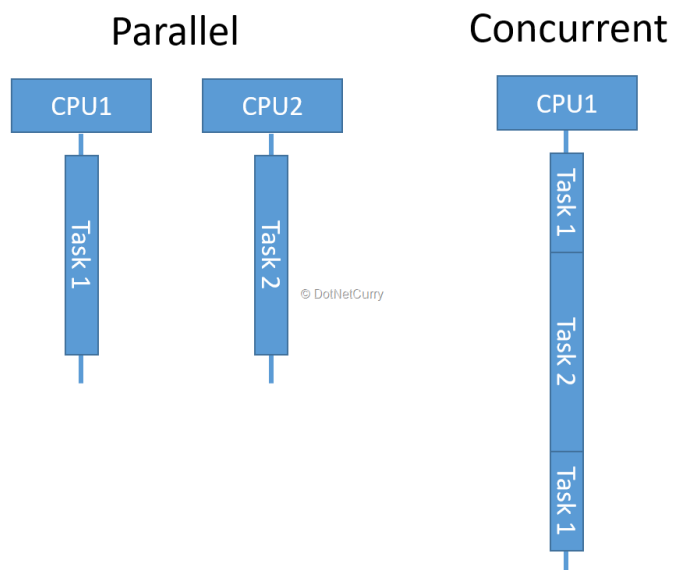 Parallel
Concurrent
CPU1
CPU2
CPU1
Task 1
Task 2
© DotNetCurry
Task 1
Task 2
Task 1